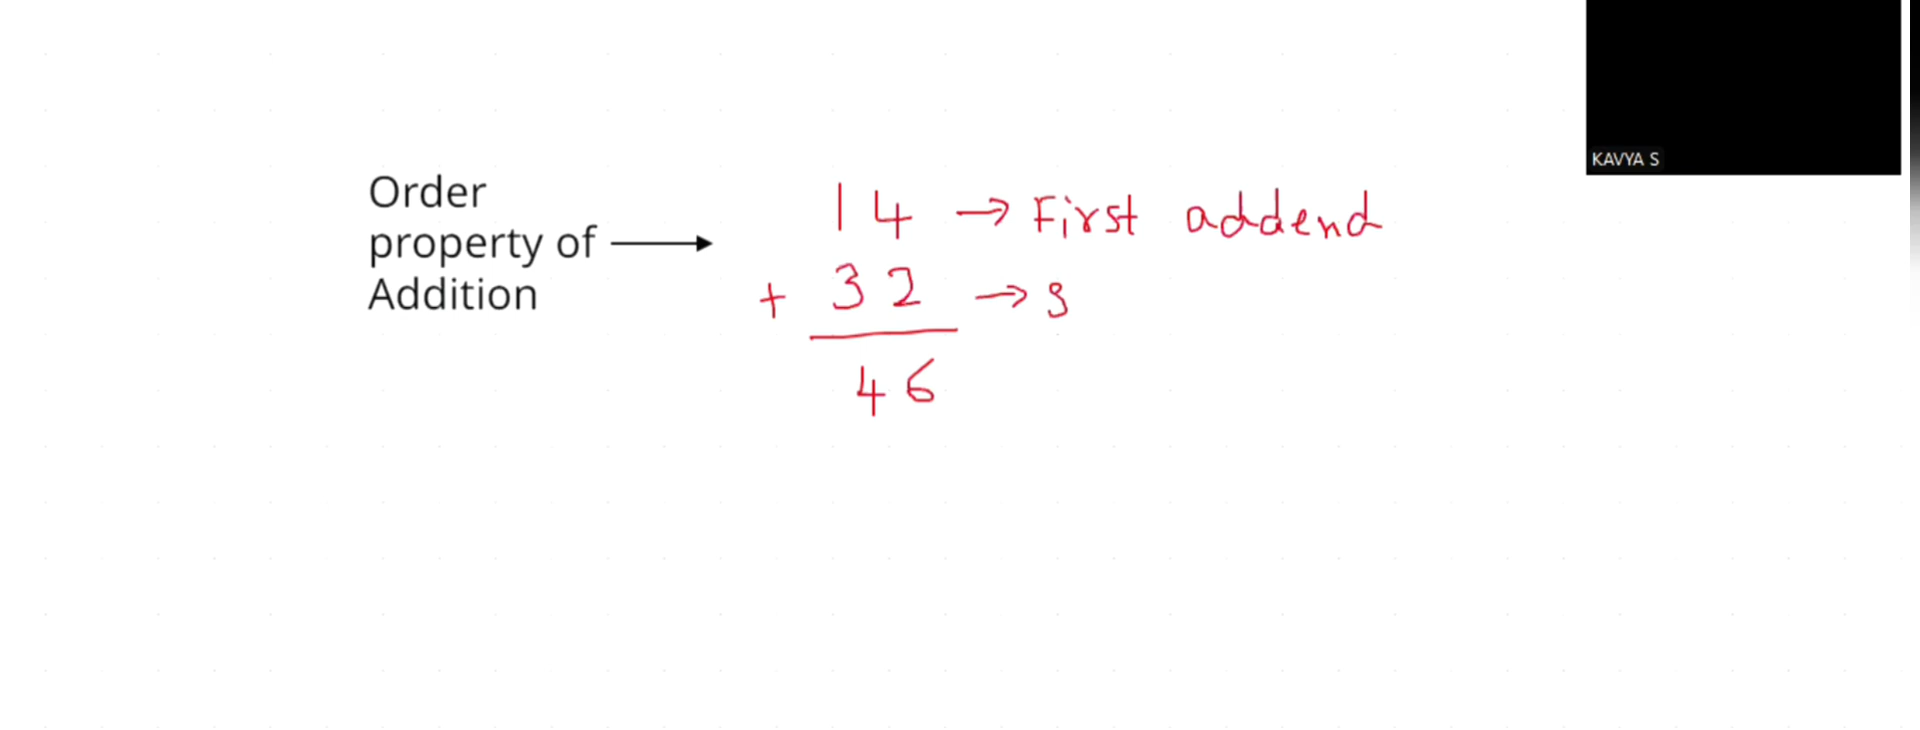 KAVYA S
Order
property of
Addition
14 → First addend
+ 32 → S
46